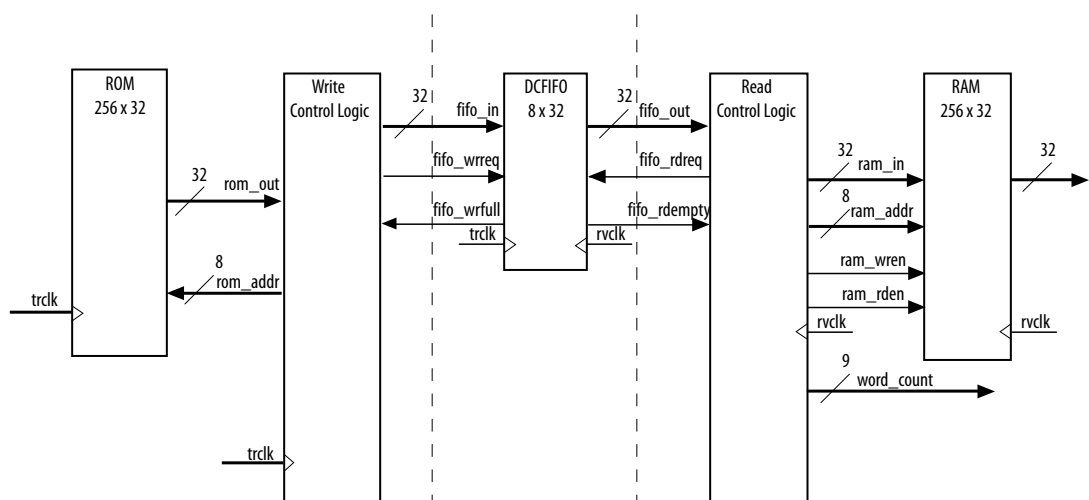 ROM
256 x 32
Write
Control Logic
DCFIFO
8 x 32
Read
Control Logic
RAM
256 x 32
32
fifo_in
32
fifo_out
fifo_wrreq
fifo_rdreq
32
ram_in
32
32
rom_out
8
ram_addr
fifo_wrfull
fifo_rdempty
trclk
rvclk
8
rom_addr
ram_wren
ram_rden
trclk
rvclk
rvclk
9
word_count
trclk